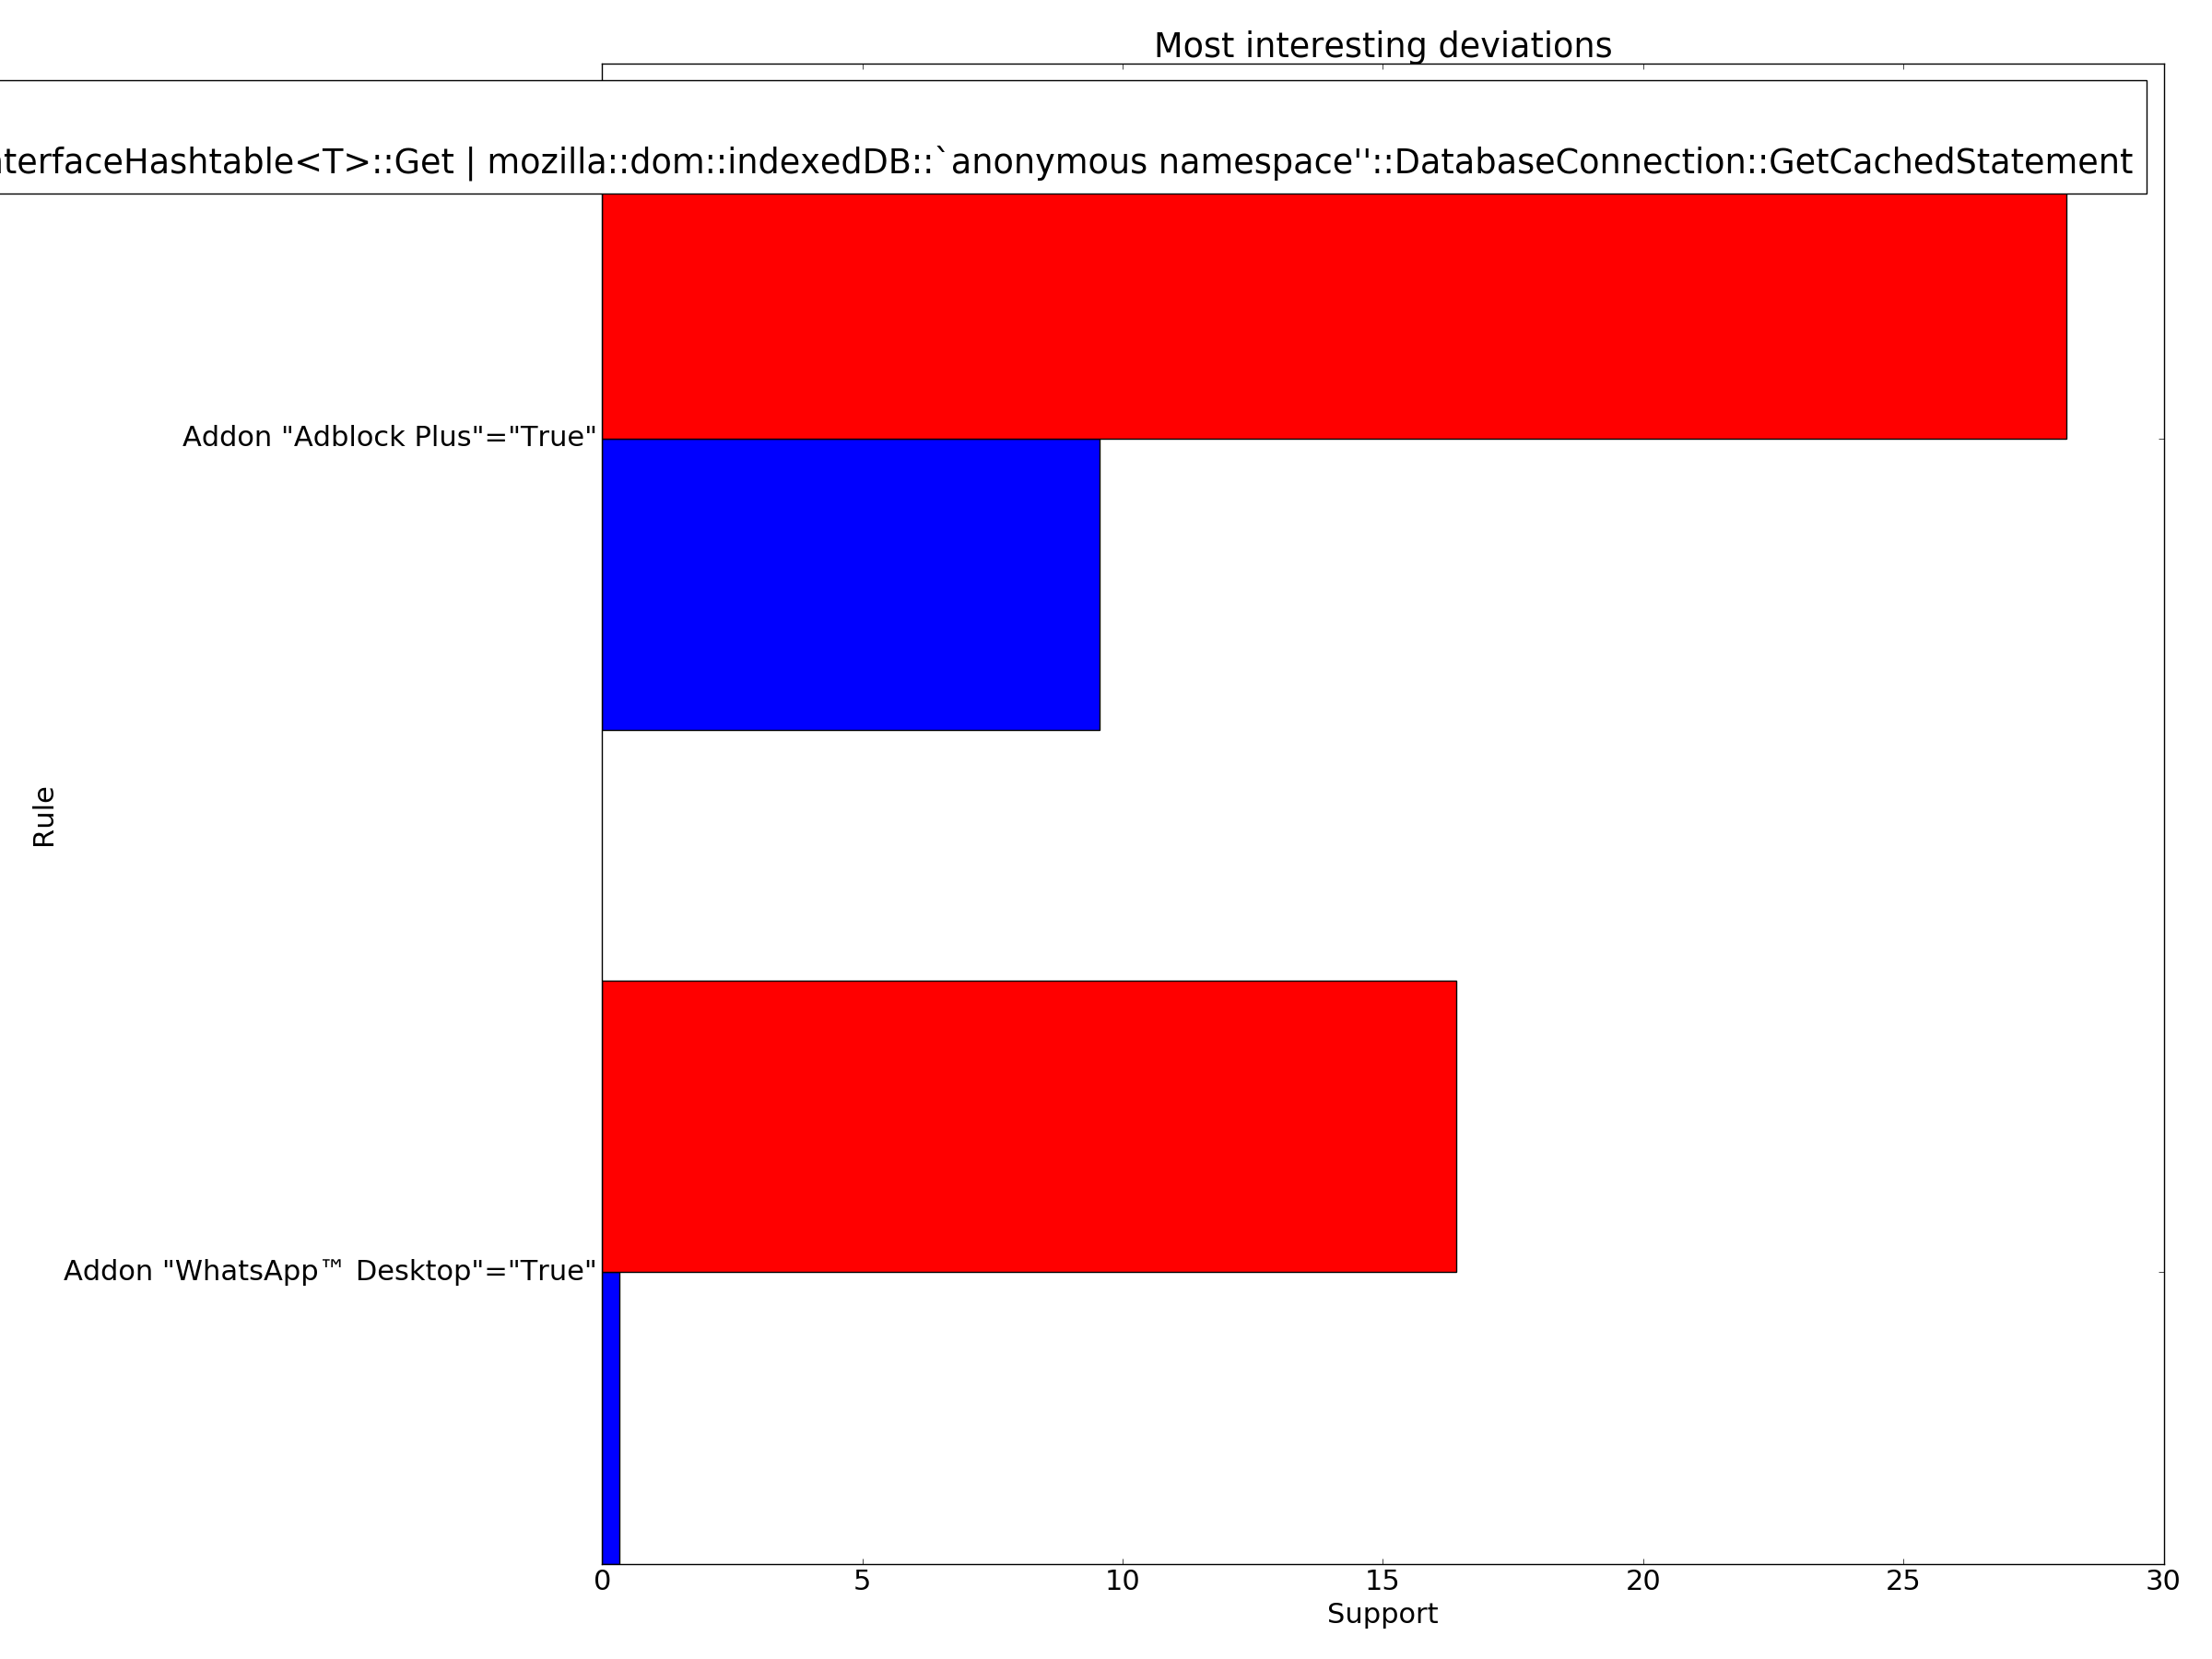 Most interesting deviations
nterfaceHashtable<T>::Get | mozilla::dom::indexedDB::`anonymous namespace''::DatabaseConnection::GetCachedStatement
Addon "Adblock Plus"="True"
Rule
Addon "WhatsApp™ Desktop"="True"
0 5 10 15 20 25 30
Support